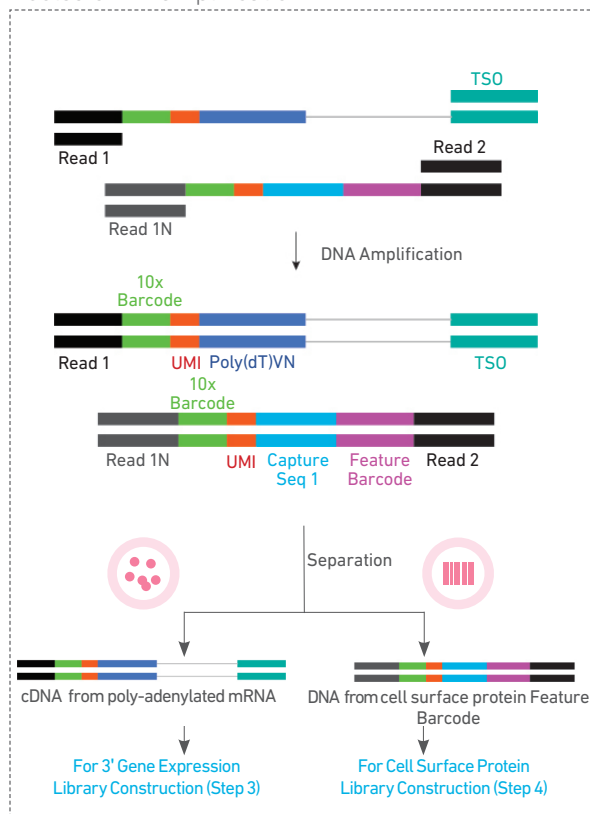 TSO
Read 1
Read 2
Read 1N
DNA Amplification
10x
Barcode
Read 1
UMI
Poly(dT)VN
TSO
10x
Barcode
Read 1N
UMI
Capture
Seq 1
Feature
Barcode
Read 2
Separation
cDNA from poly-adenylated mRNA
DNA from cell surface protein Feature
Barcode
For 3' Gene Expression
Library Construction (Step 3)
For Cell Surface Protein
Library Construction (Step 4)